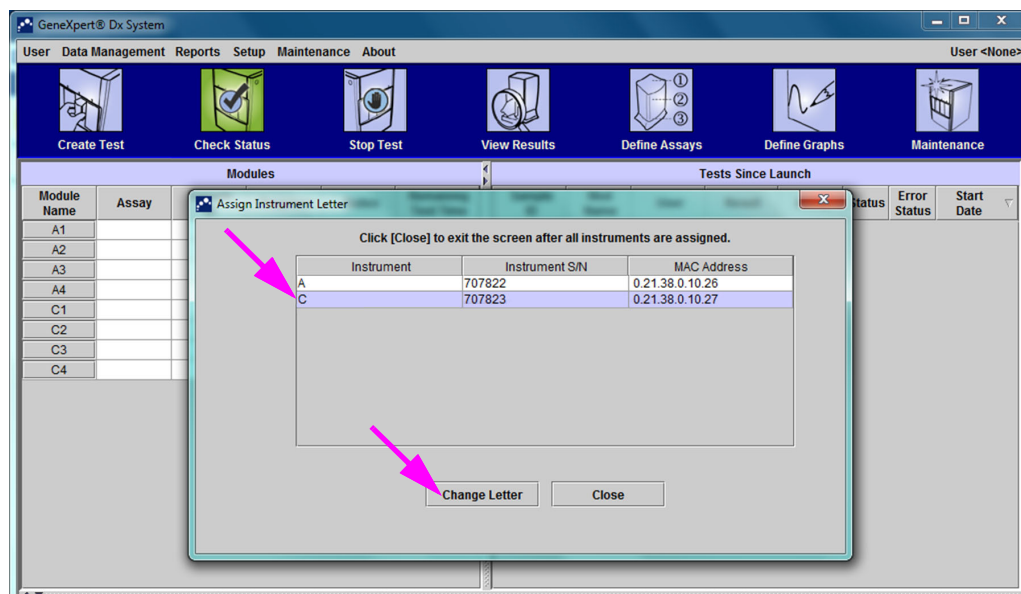 GeneXpert® Dx System
User Data Management Reports Setup Maintenance About User <None>
Create Test Check Status Stop Test View Results Define Assays Define Graphs Maintenance
Modules Tests Since Launch
Module Name Assay Status Error Status Start Date
Assign Instrument Letter
Click [Close] to exit the screen after all instruments are assigned.
Instrument Instrument S/N MAC Address
A 707822 0.21.38.0.10.26
C 707823 0.21.38.0.10.27
A1
A2
A3
A4
C1
C2
C3
C4
Change Letter Close